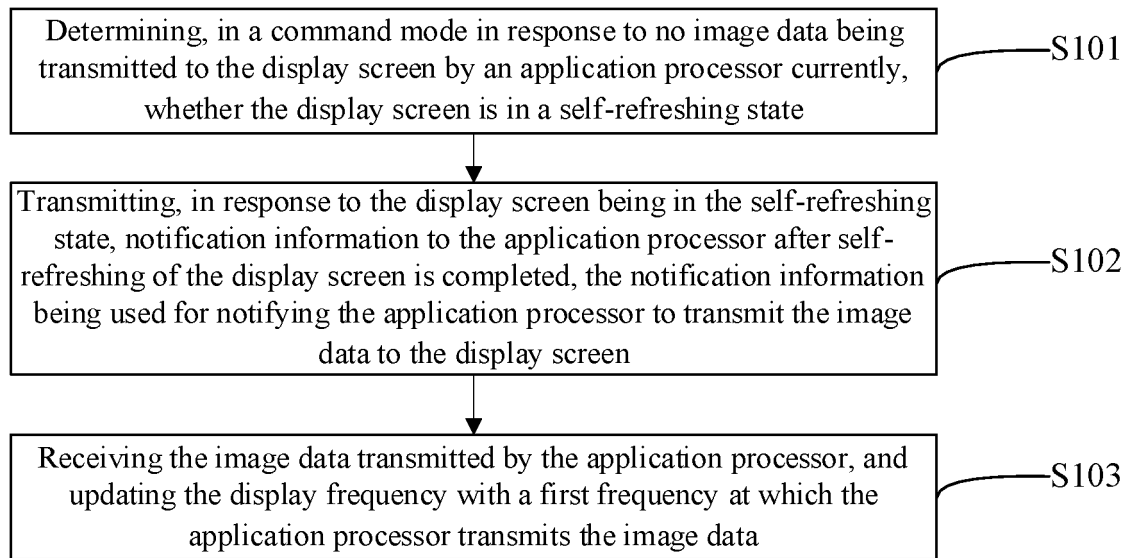 Determining, in a command mode in response to no image data being
transmitted to the display screen by an application processor currently,
whether the display screen is in a self-refreshing state
S101
Transmitting, in response to the display screen being in the self-refreshing
state, notification information to the application processor after self-
refreshing of the display screen is completed, the notification information
being used for notifying the application processor to transmit the image
data to the display screen
S102
Receiving the image data transmitted by the application processor, and
updating the display frequency with a first frequency at which the
application processor transmits the image data
S103